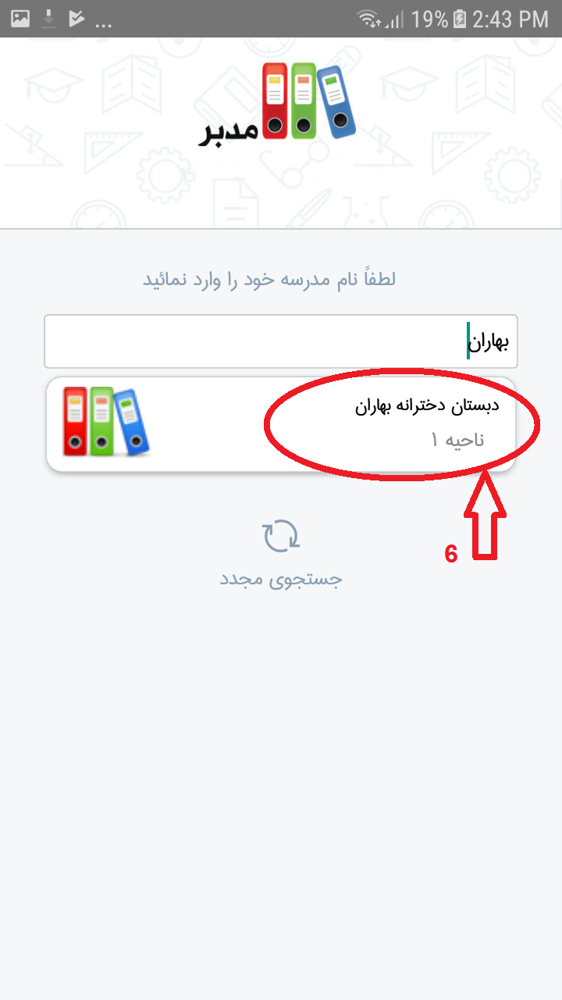 ... 19% 2:43 PM
مدبر
لطفاً نام مدرسه خود را وارد نمائید
بهاران
دبستان دخترانه بهاران
ناحیه ۱
6
جستجوی مجدد